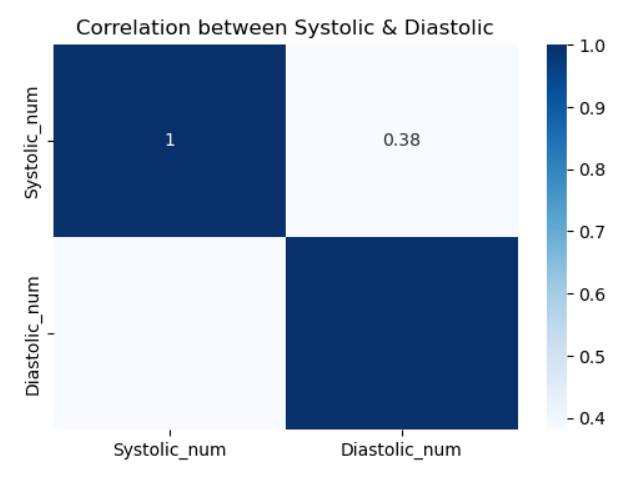 Correlation between Systolic & Diastolic
Systolic_num
1
0.38
Diastolic_num
Systolic_num
Diastolic_num
1.0
0.9
0.8
0.7
0.6
0.5
0.4